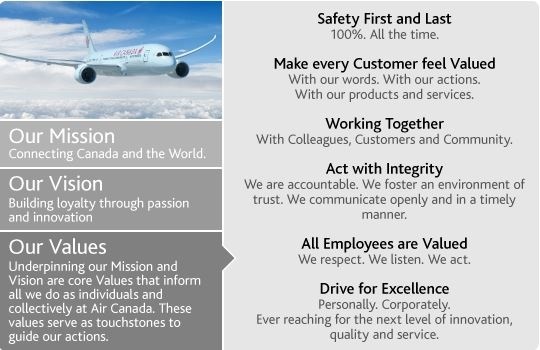 AIR CANADA
Our Mission
Connecting Canada and the World.
Our Vision
Building loyalty through passion
and innovation
Our Values
Underpinning our Mission and
Vision are core Values that inform
all we do as individuals and
collectively at Air Canada. These
values serve as touchstones to
guide our actions.
Safety First and Last
100%. All the time.
Make every Customer feel Valued
With our words. With our actions.
With our products and services.
Working Together
With Colleagues, Customers and Community.
Act with Integrity
We are accountable. We foster an environment of
trust. We communicate openly and in a timely
manner.
All Employees are Valued
We respect. We listen. We act.
Drive for Excellence
Personally. Corporately.
Ever reaching for the next level of innovation,
quality and service.